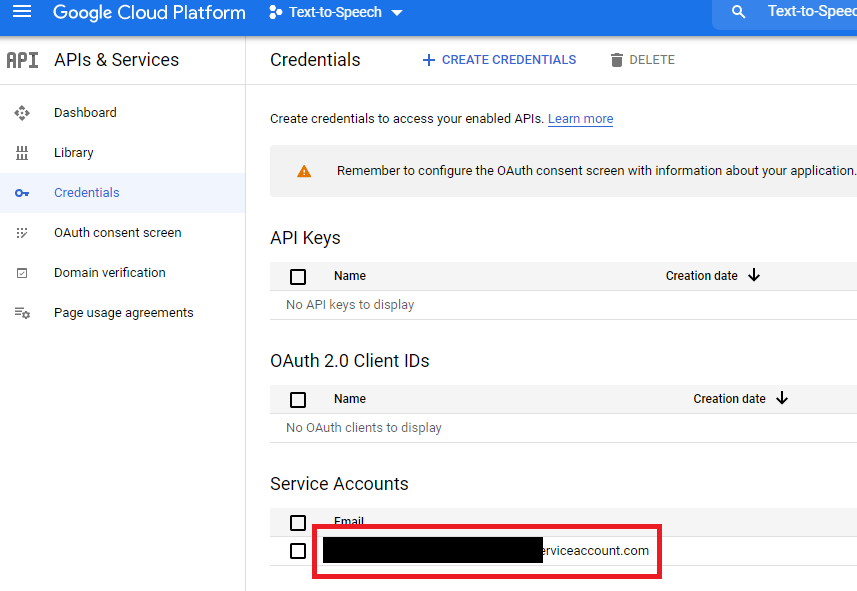 Google Cloud Platform Text-to-Speech Text-to-Speec
API APIs & Services Credentials + CREATE CREDENTIALS DELETE
Dashboard
Library
Credentials
OAuth consent screen
Domain verification
Page usage agreements
Create credentials to access your enabled APIs. Learn more
Remember to configure the OAuth consent screen with information about your application.
API Keys
Name Creation date
No API keys to display
OAuth 2.0 Client IDs
Name Creation date
No OAuth clients to display
Service Accounts
Email
erviceaccount.com